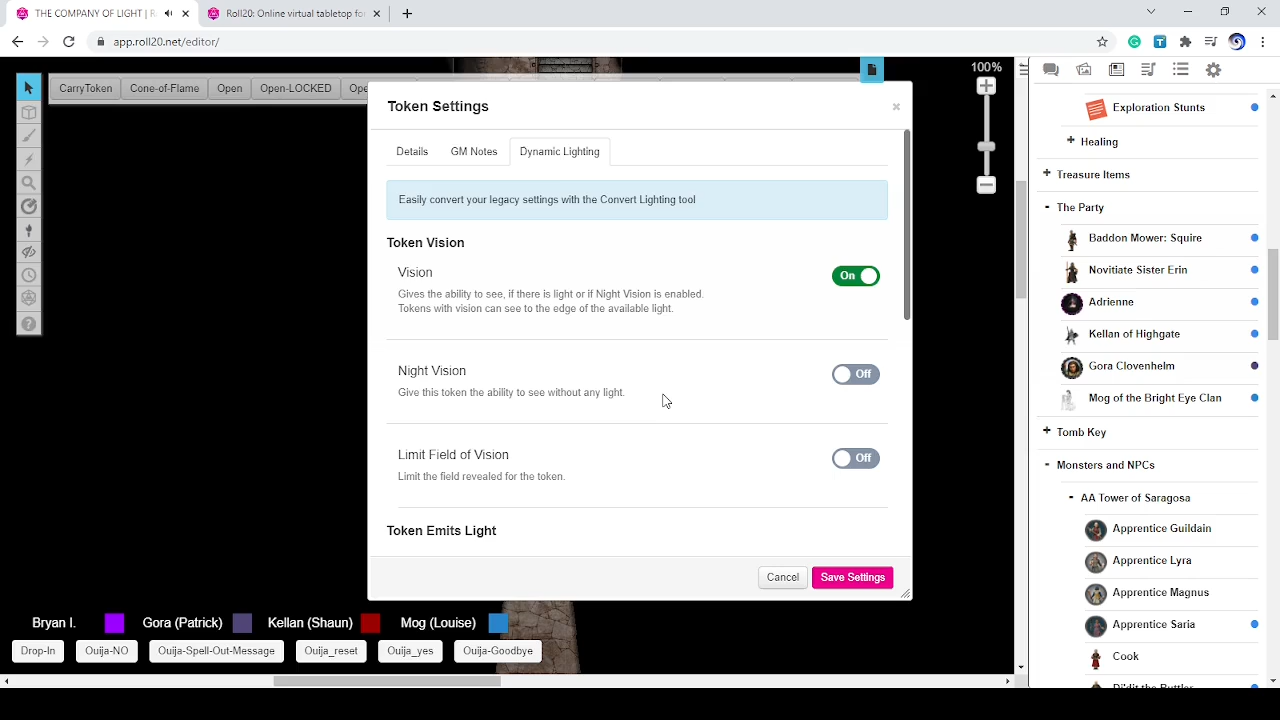 THE COMPANY OF LIGHT | R
Roll20: Online virtual tabletop fo
app.roll20.net/editor/
CarryToken
Cone-of-Flame
Open
Open-LOCKED
Ope
100%
Token Settings
Details
GM Notes
Dynamic Lighting
Easily convert your legacy settings with the Convert Lighting tool
Token Vision
Vision
On
Gives the ability to see, if there is light or if Night Vision is enabled.
Tokens with vision can see to the edge of the available light.
Night Vision
Off
Give this token the ability to see without any light.
Limit Field of Vision
Off
Limit the field revealed for the token.
Token Emits Light
Cancel
Save Settings
Exploration Stunts
Healing
Treasure Items
The Party
Baddon Mower: Squire
Novitiate Sister Erin
Adrienne
Kellan of Highgate
Gora Clovenhelm
Mog of the Bright Eye Clan
Tomb Key
Monsters and NPCs
AA Tower of Saragosa
Apprentice Guildain
Apprentice Lyra
Apprentice Magnus
Apprentice Saria
Cook
Bryan I.
Gora (Patrick)
Kellan (Shaun)
Mog (Louise)
Drop-In
Ouija-NO
Ouija-Spell-Out-Message
Ouija_reset
Ouija_yes
Ouija-Goodbye